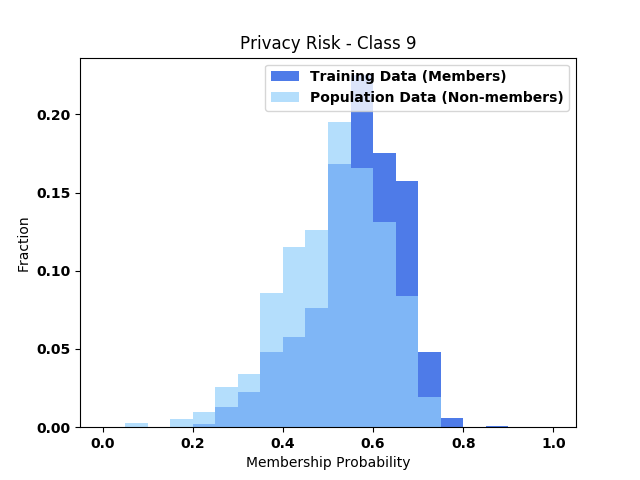 Privacy Risk - Class 9
Training Data (Members)
Population Data (Non-members)
Fraction
0.20
0.15
0.10
0.05
0.00
0.0 0.2 0.4 0.6 0.8 1.0
Membership Probability